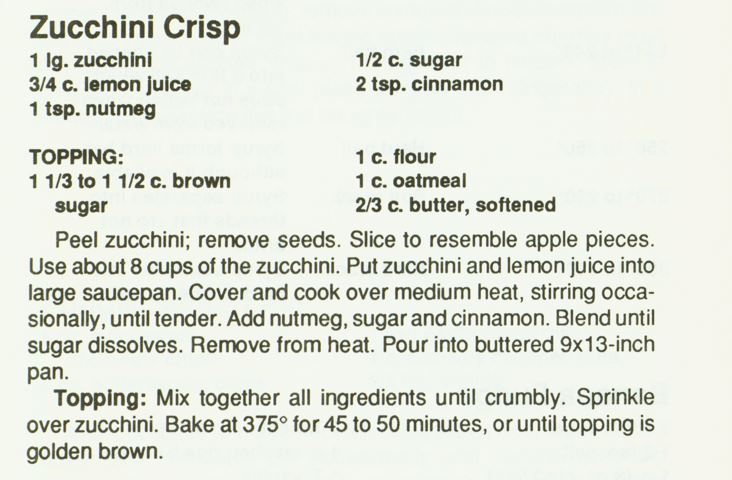 Zucchini Crisp
1 lg. zucchini
3/4 c. lemon juice
1 tsp. nutmeg
1/2 c. sugar
2 tsp. cinnamon
TOPPING:
1 1/3 to 1 1/2 c. brown
sugar
1 c. flour
1 c. oatmeal
2/3 c. butter, softened
Peel zucchini; remove seeds. Slice to resemble apple pieces.
Use about 8 cups of the zucchini. Put zucchini and lemon juice into
large saucepan. Cover and cook over medium heat, stirring occa-
sionally, until tender. Add nutmeg, sugar and cinnamon. Blend until
sugar dissolves. Remove from heat. Pour into buttered 9x13-inch
pan.
Topping: Mix together all ingredients until crumbly. Sprinkle
over zucchini. Bake at 375° for 45 to 50 minutes, or until topping is
golden brown.